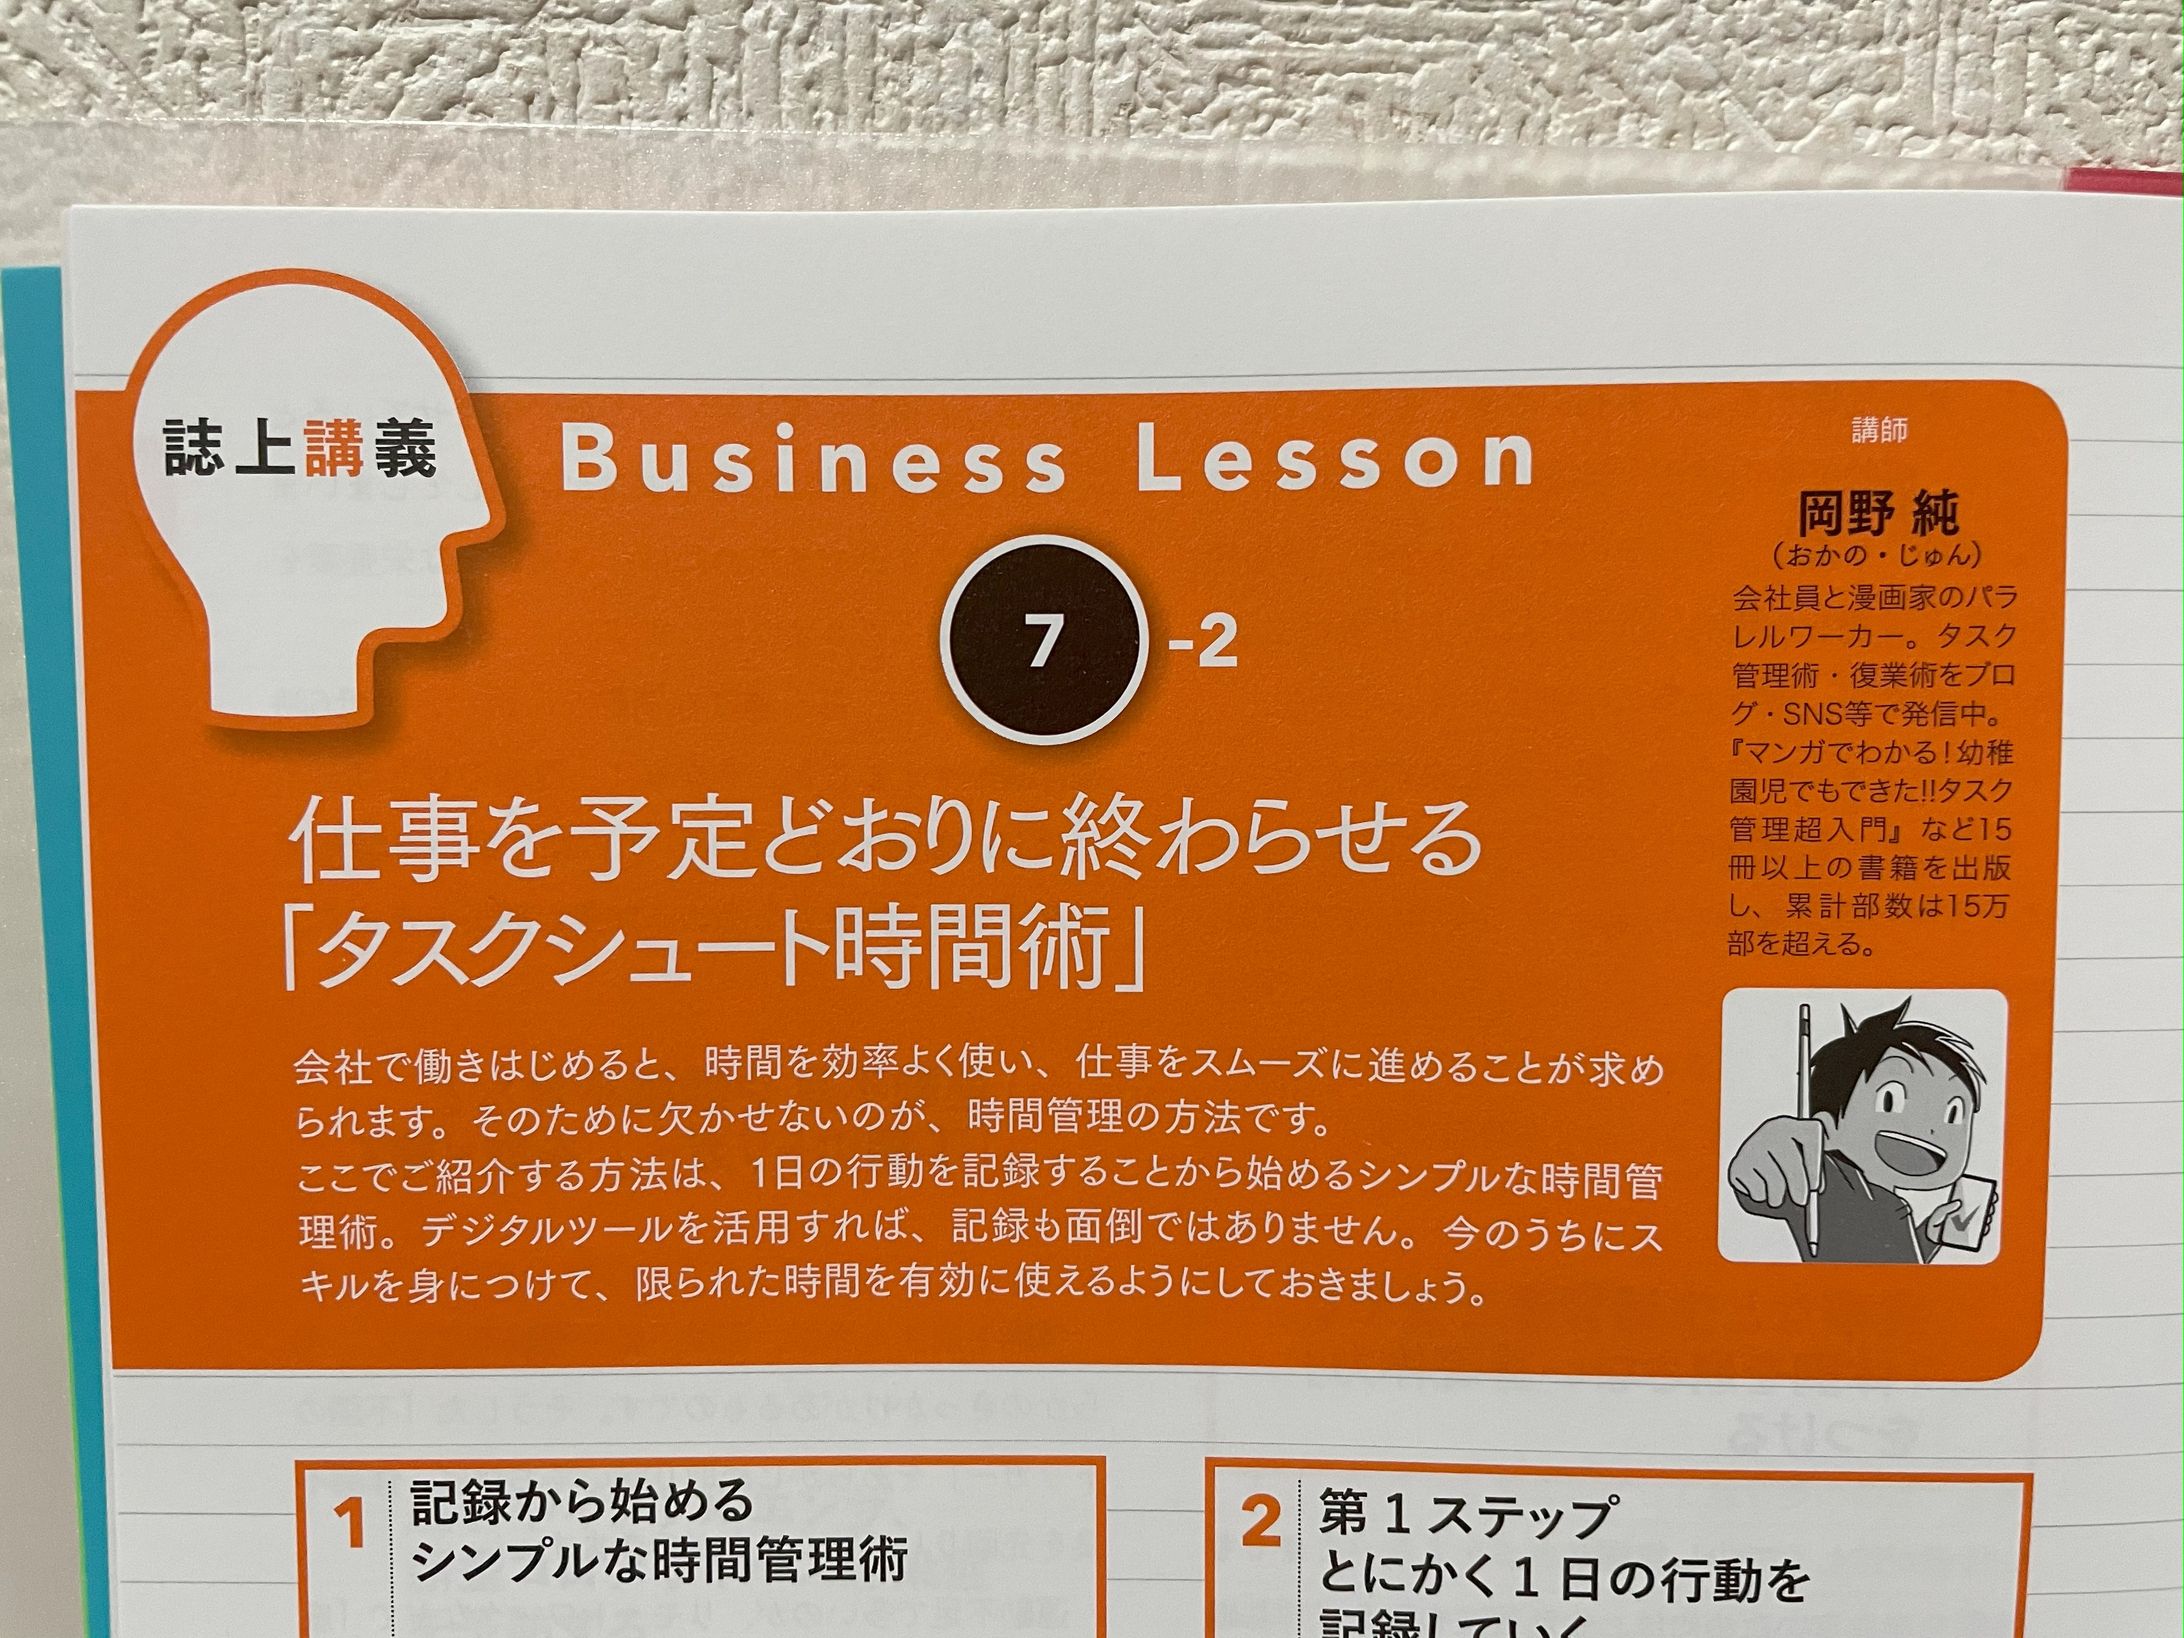 誌上講義
Business Lesson
7-2
仕事を予定どおりに終わらせる
「タスクシュート時間術」
会社で働きはじめると、時間を効率よく使い、仕事をスムーズに進めることが求め
られます。そのために欠かせないのが、時間管理の方法です。
ここでご紹介する方法は、1日の行動を記録することから始めるシンプルな時間管
理術。デジタルツールを活用すれば、記録も面倒ではありません。今のうちにス
キルを身につけて、限られた時間を有効に使えるようにしておきましょう。
講師
岡野 純
（おかの・じゅん）
会社員と漫画家のパラ
レルワーカー。タスク
管理術・復業術をブロ
グ・SNS等で発信中。
『マンガでわかる！幼稚
園児でもできた!!タスク
管理超入門』など15
冊以上の書籍を出版
し、累計部数は15万
部を超える。
1
記録から始める
シンプルな時間管理術
2
第1ステップ
とにかく1日の行動を
記録していく